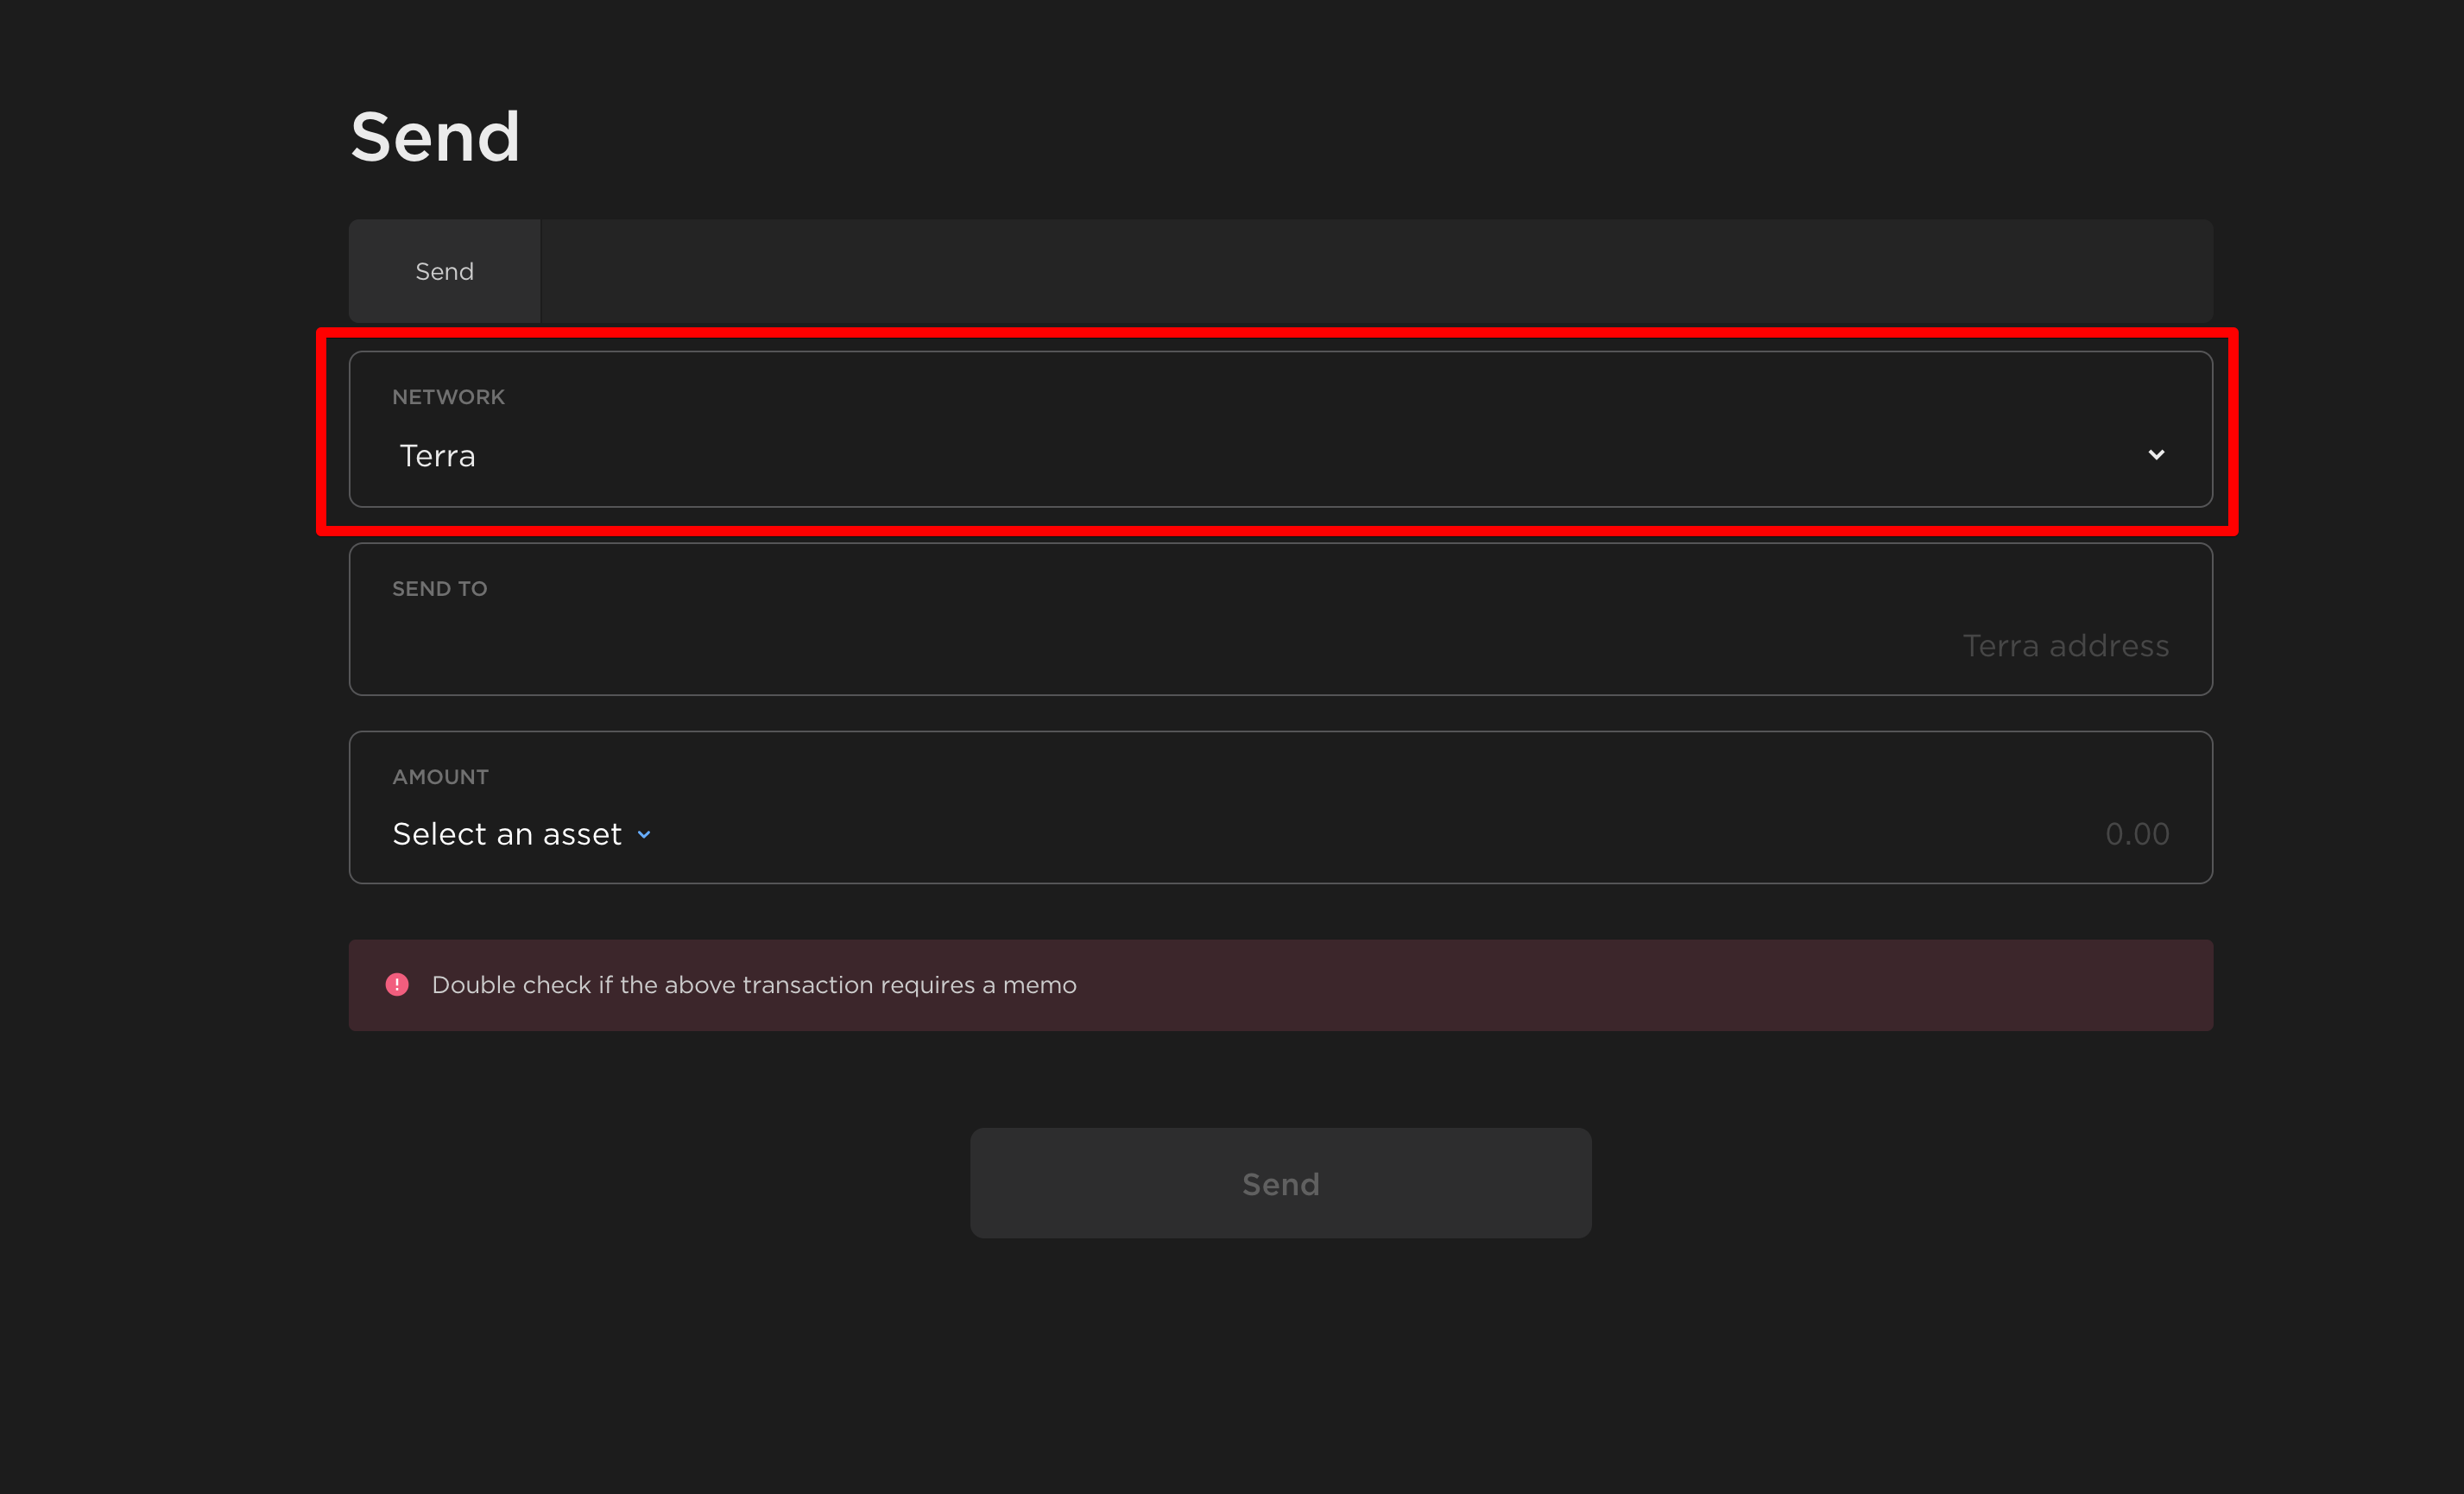 Send
Send
NETWORK
Terra
SEND TO
Terra address
AMOUNT
Select an asset
0.00
Double check if the above transaction requires a memo
Send